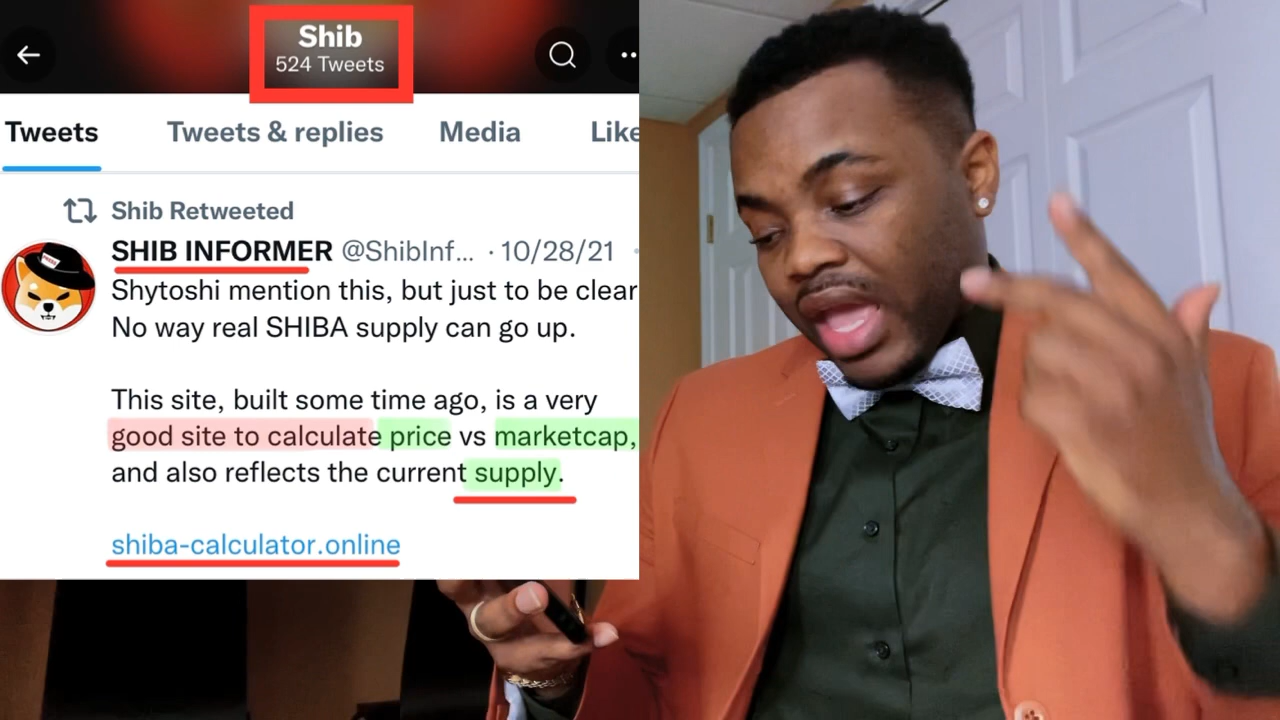 Shib
524 Tweets
Tweets Tweets & replies Media Like
Shib Retweeted
SHIB INFORMER @ShibInf... · 10/28/21 ·
Shytoshi mention this, but just to be clear
No way real SHIBA supply can go up.
This site, built some time ago, is a very
good site to calculate price vs marketcap,
and also reflects the current supply.
shiba-calculator.online